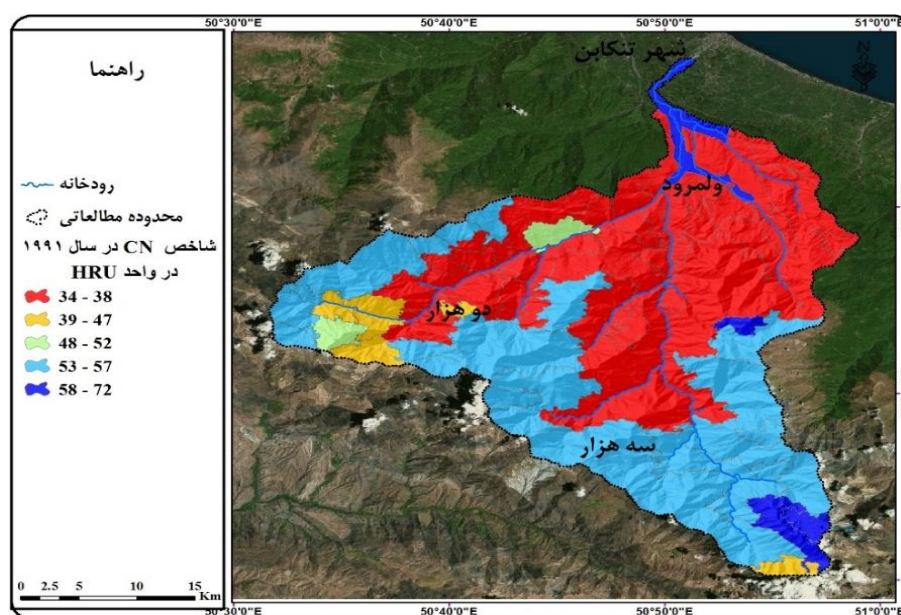 50°30'0"E 50°40'0"E 50°50'0"E 51°0'0"E
راهنما
رودخانه
محدوده مطالعاتی
شاخص CN در سال ۱۹۹۱
در واحد HRU
34 - 38
39 - 47
48 - 52
53 - 57
58 - 72
0 2.5 5 10 15
Km
شهر تنکابن
N
ولمرود
دو هزار
سه هزار
50°30'0"E 50°40'0"E 50°50'0"E 51°0'0"E